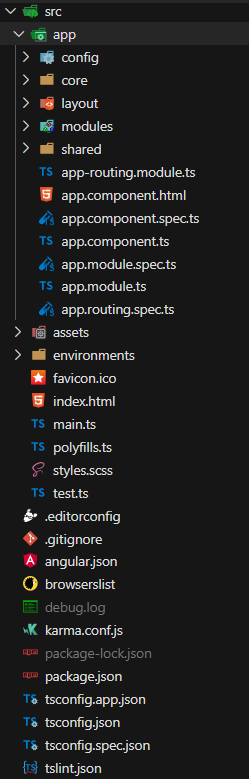 src
app
config
core
layout
modules
shared
TS app-routing.module.ts
app.component.html
app.component.spec.ts
TS app.component.ts
app.module.spec.ts
TS app.module.ts
app.routing.spec.ts
assets
environments
favicon.ico
index.html
TS main.ts
TS polyfills.ts
styles.scss
TS test.ts
.editorconfig
.gitignore
angular.json
browserslist
debug.log
karma.conf.js
package-lock.json
package.json
TS tsconfig.app.json
TS tsconfig.json
TS tsconfig.spec.json
TS tslint.json